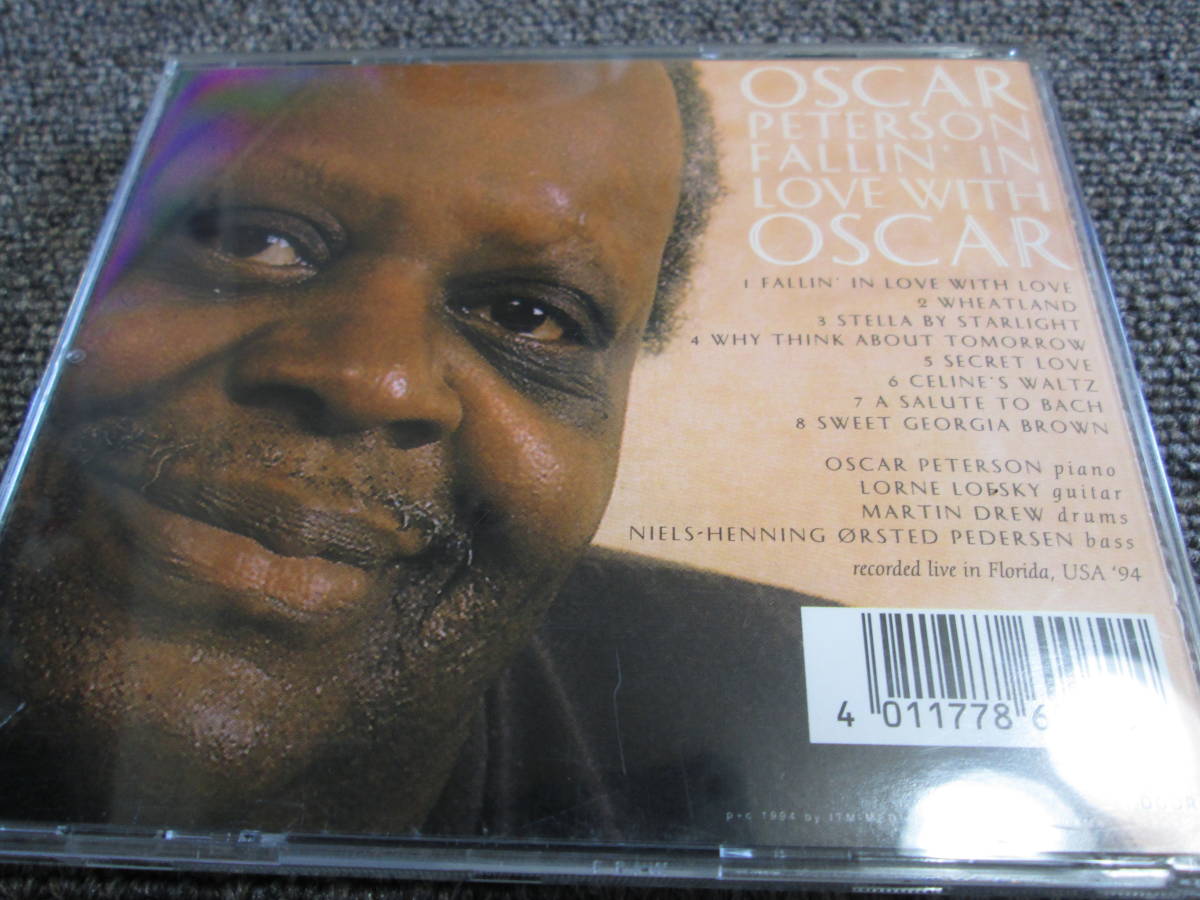 OSCAR
PETERSON
FALLIN' IN
LOVE WITH
OSCAR
1 FALLIN' IN LOVE WITH LOVE
2 WHEATLAND
3 STELLA BY STARLIGHT
4 WHY THINK ABOUT TOMORROW
5 SECRET LOVE
6 CELINE'S WALTZ
7 A SALUTE TO BACH
8 SWEET GEORGIA BROWN
OSCAR PETERSON piano
LORNE LOFSKY guitar
MARTIN DREW drums
NIELS-HENNING ØRSTED PEDERSEN bass
recorded live in Florida, USA '94
4 011778 6
p+c 1994 by